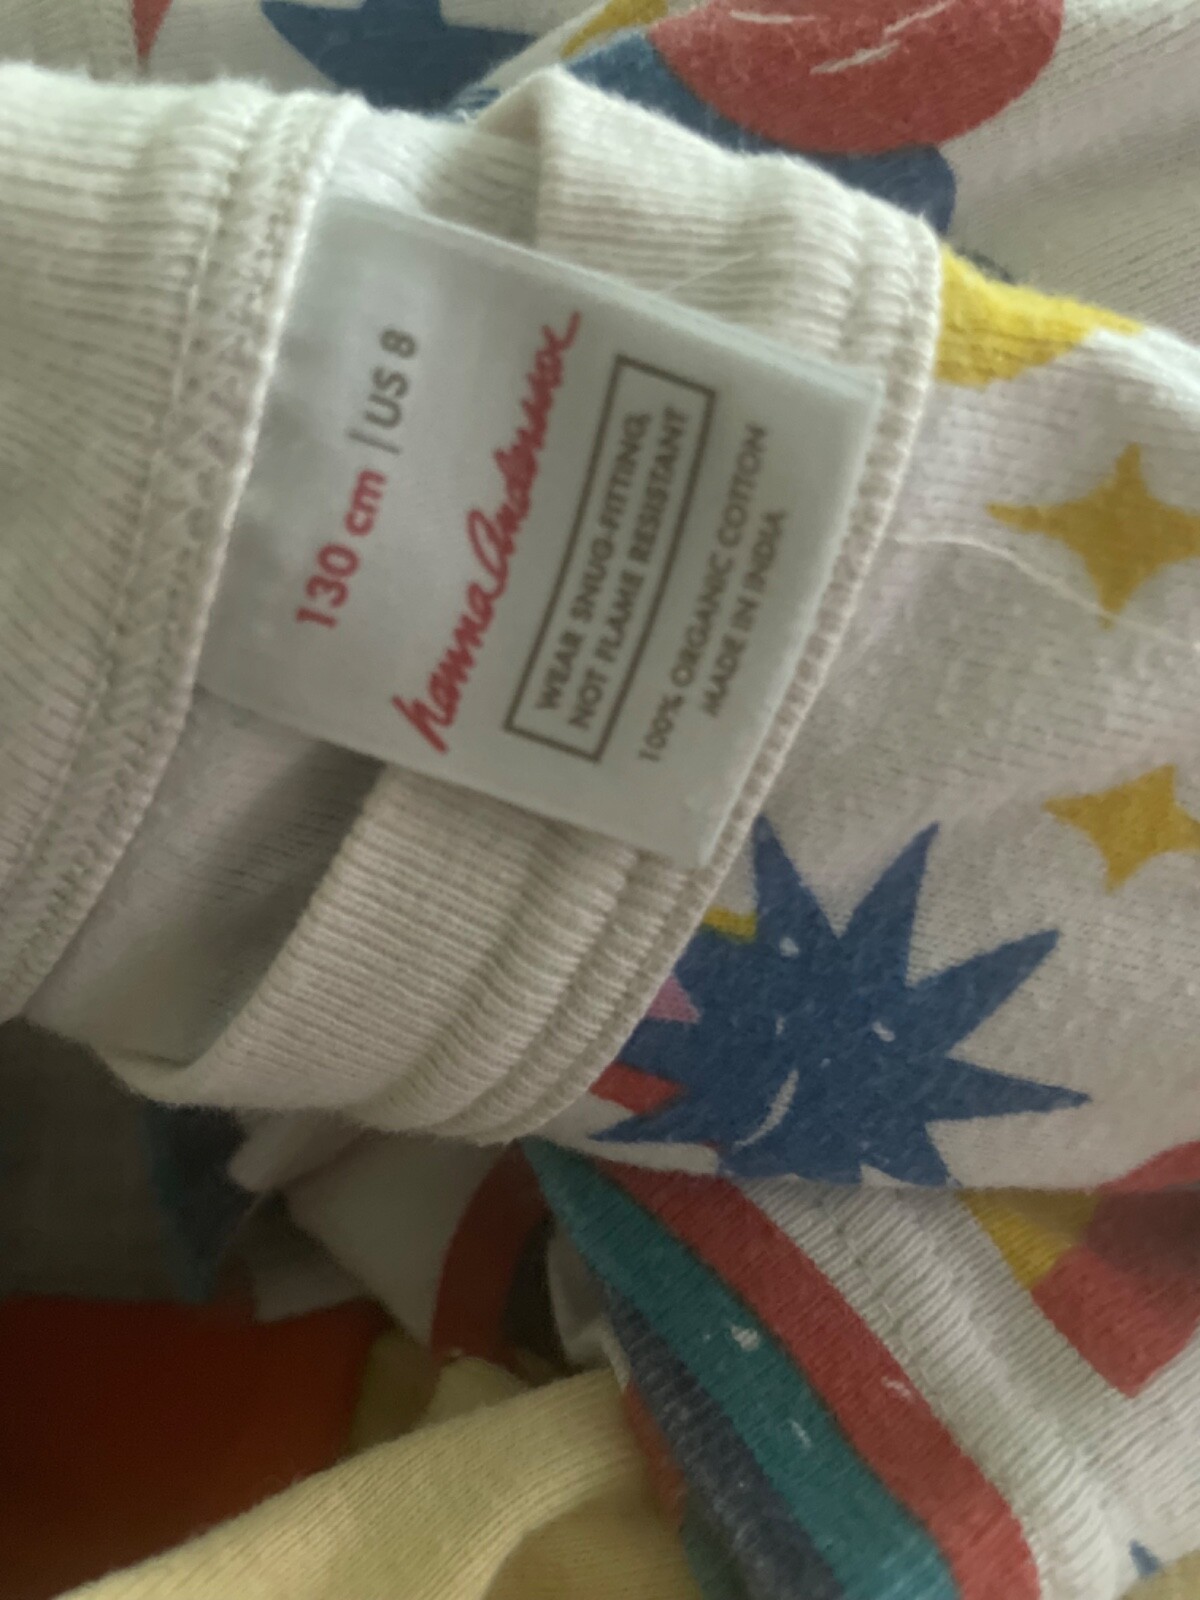 130 cm | US 8
hanna Andersson
WEAR SNUG-FITTING,
NOT FLAME RESISTANT
100% ORGANIC COTTON
MADE IN INDIA